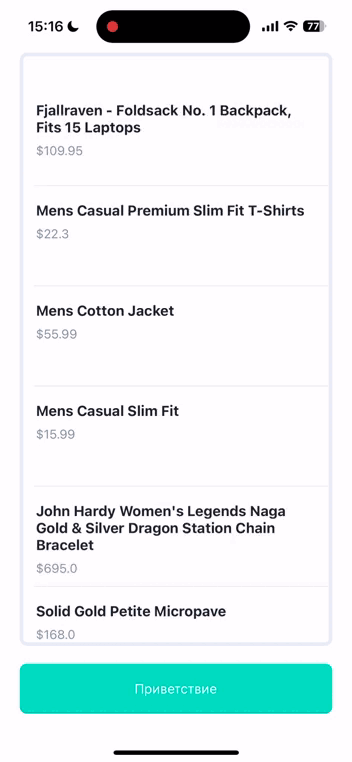 15:16
77
Fjallraven - Foldsack No. 1 Backpack,
Fits 15 Laptops
$109.95
Mens Casual Premium Slim Fit T-Shirts
$22.3
Mens Cotton Jacket
$55.99
Mens Casual Slim Fit
$15.99
John Hardy Women's Legends Naga
Gold & Silver Dragon Station Chain
Bracelet
$695.0
Solid Gold Petite Micropave
$168.0
Приветствие